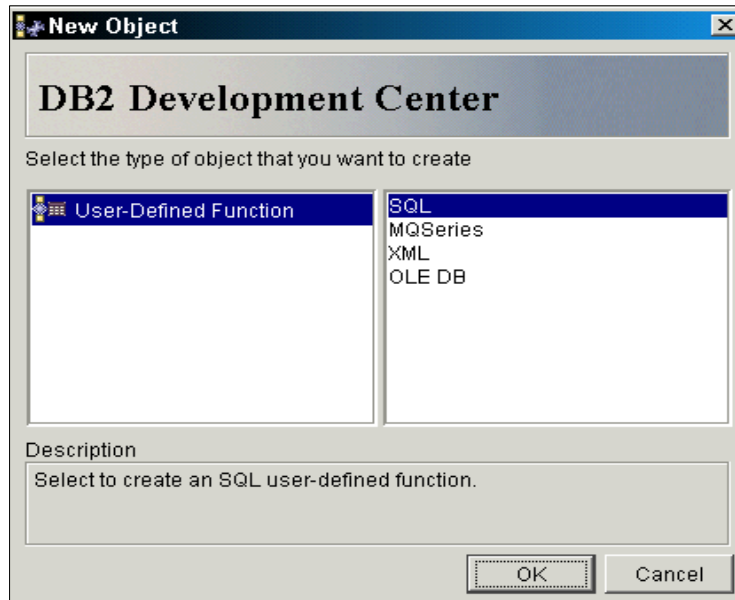 New Object
DB2 Development Center
Select the type of object that you want to create
User-Defined Function
SQL
MQSeries
XML
OLE DB
Description
Select to create an SQL user-defined function.
OK
Cancel